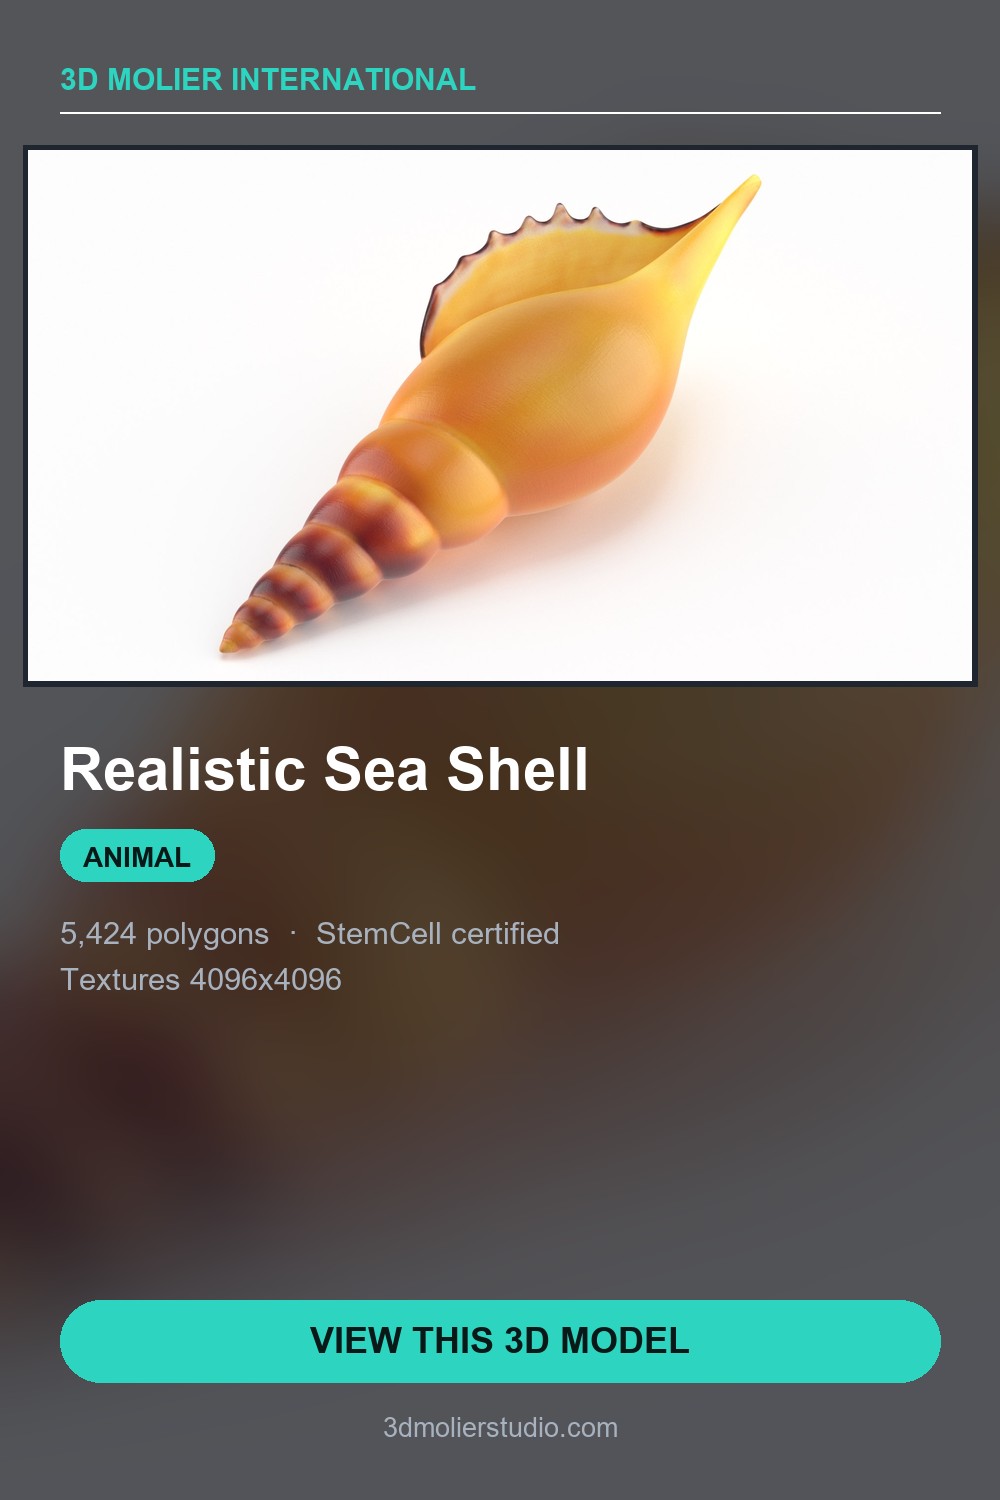 3D MOLIER INTERNATIONAL
Realistic Sea Shell
ANIMAL
5,424 polygons · StemCell certified
Textures 4096x4096
VIEW THIS 3D MODEL
3dmolierstudio.com